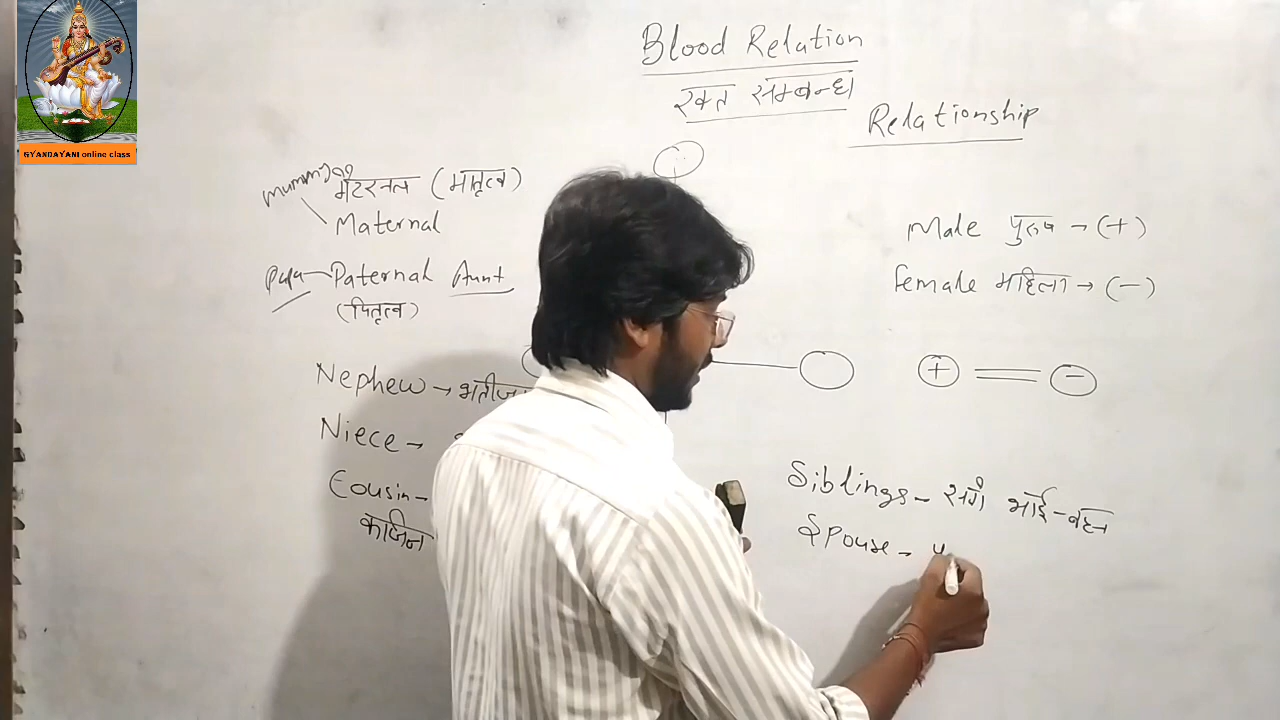 GYANDAYANI online class
Blood Relation
रक्त सम्बन्ध
Relationship
mummy मैटरनल (मातृत्व)
Maternal
papa Paternal Aunt
(पितृत्व)
Nephew → भतीजा
Niece →
Cousin -
काजिन
Male पुरुष → (+)
Female महिला → (-)
+ -
Siblings - सगे भाई-बहन
Spouse -